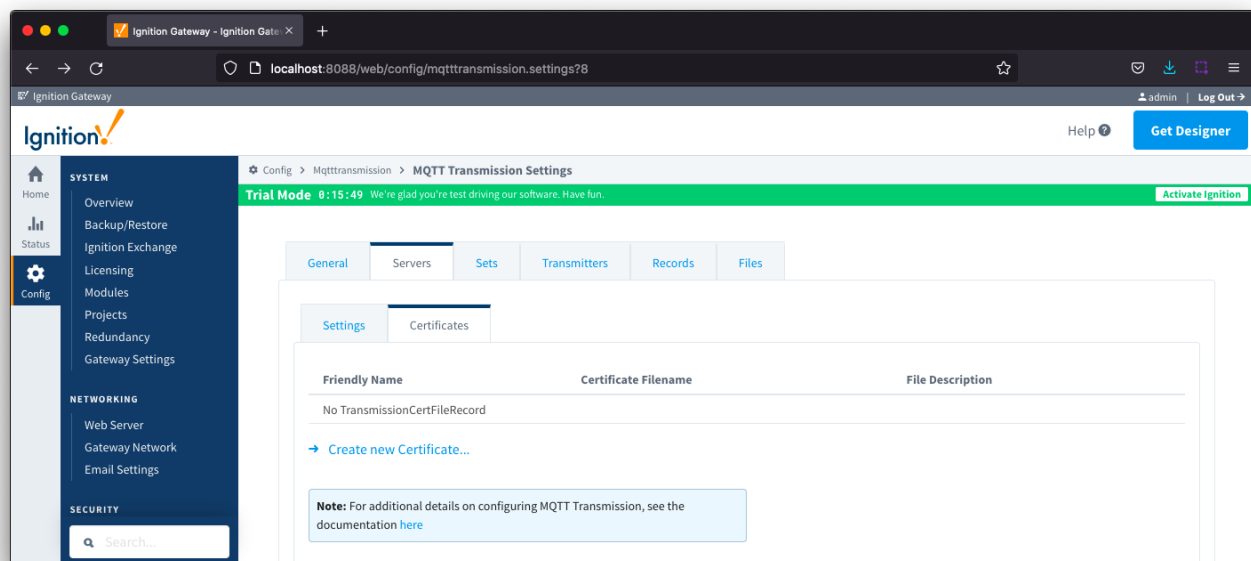 Ignition Gateway - Ignition Gate
localhost:8088/web/config/mqtttransmission.settings?8
Ignition Gateway
admin | Log Out
Ignition!
Help
Get Designer
Config > Mqtttransmission > MQTT Transmission Settings
Trial Mode 0:15:49 We're glad you're test driving our software. Have fun.
Activate Ignition
Home
Status
Config
SYSTEM
Overview
Backup/Restore
Ignition Exchange
Licensing
Modules
Projects
Redundancy
Gateway Settings
NETWORKING
Web Server
Gateway Network
Email Settings
SECURITY
Search...
General Servers Sets Transmitters Records Files
Settings Certificates
Friendly Name Certificate Filename File Description
No TransmissionCertFileRecord
Create new Certificate...
Note: For additional details on configuring MQTT Transmission, see the
documentation here